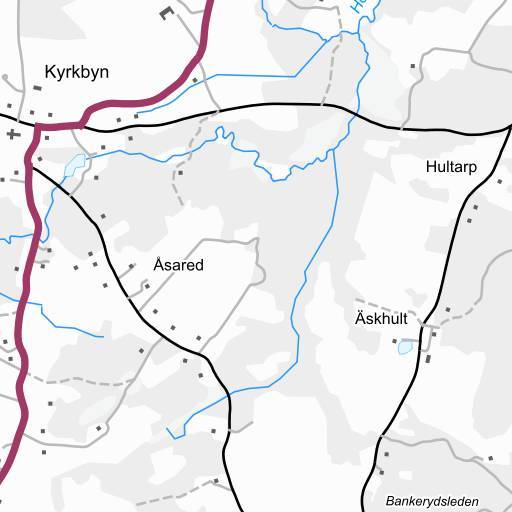 Kyrkbyn
Hultarp
Åsared
Äskhult
Bankerydsleden